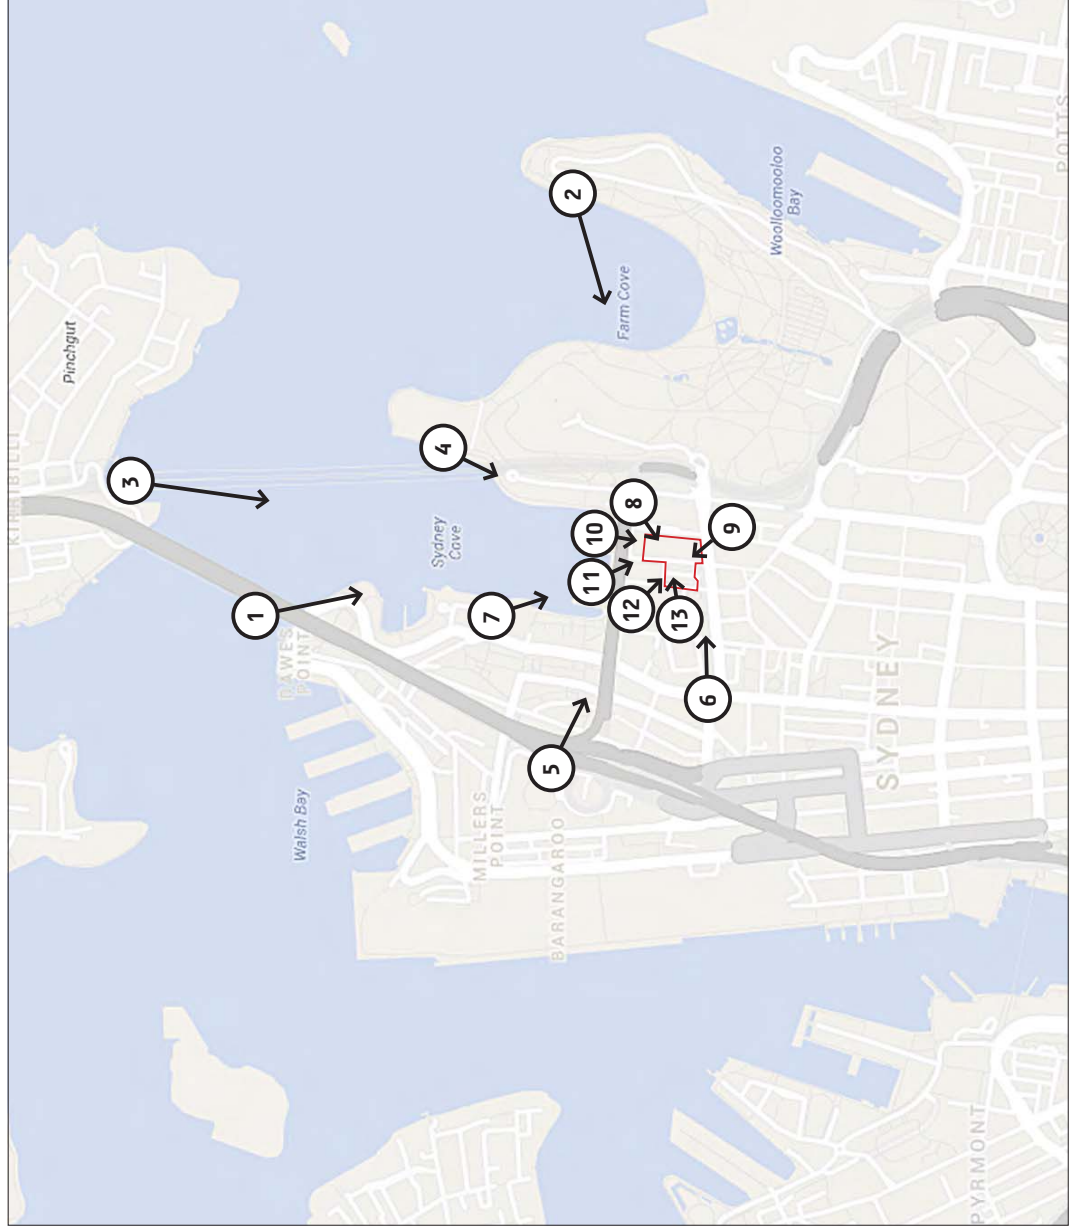 Pinchgut
KIRRIBILLI
3
2
Farm Cove
Woolloomooloo
Bay
POTTS
4
Sydney
Cove
1
DAWES
POINT
7
10
8
11
12
13
9
6
5
Walsh Bay
MILLERS
POINT
BARANGAROO
SYDNEY
PYRMONT